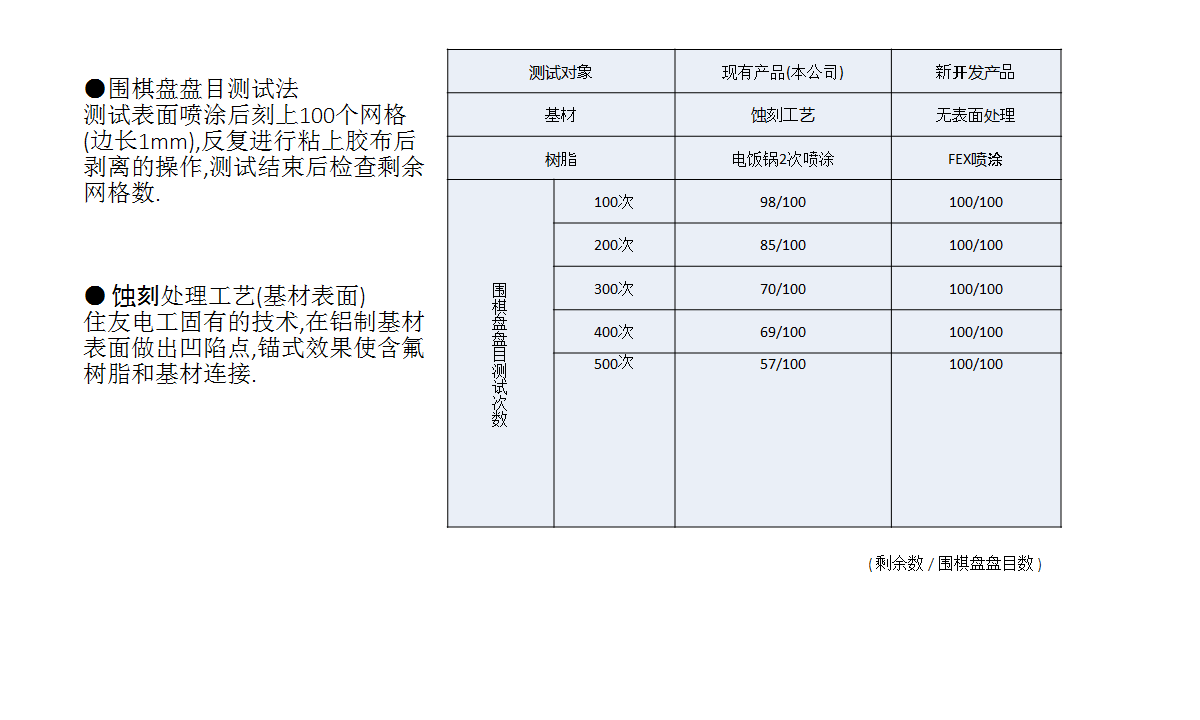 ●围棋盘盘目测试法
测试表面喷涂后刻上100个网格
(边长1mm),反复进行粘上胶布后
剥离的操作,测试结束后检查剩余
网格数.
● 蚀刻处理工艺(基材表面)
住友电工固有的技术,在铝制基材
表面做出凹陷点,锚式效果使含氟
树脂和基材连接.
测试对象 现有产品(本公司) 新开发产品
基材 蚀刻工艺 无表面处理
树脂 电饭锅2次喷涂 FEX喷涂
围棋盘盘目测试次数
100次 98/100 100/100
200次 85/100 100/100
300次 70/100 100/100
400次 69/100 100/100
500次 57/100 100/100
( 剩余数 / 围棋盘盘目数 )